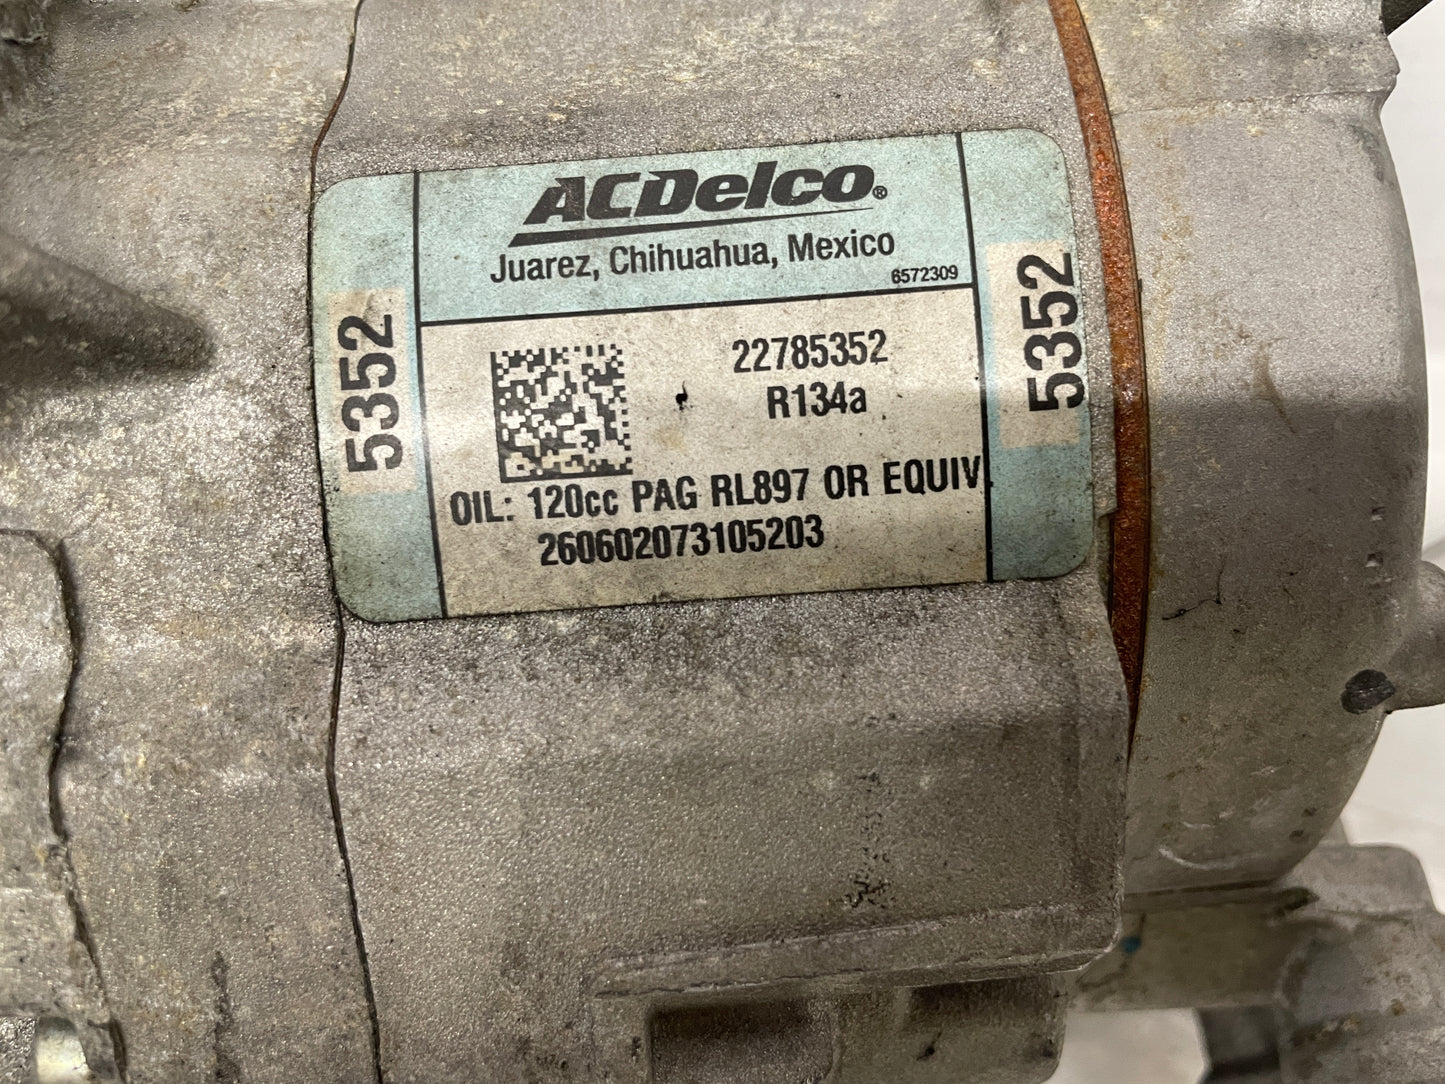 ACDelco®
Juarez, Chihuahua, Mexico
6572309
5352
22785352
R134a
OIL: 120cc PAG RL897 OR EQUIV.
260602073105203
5352